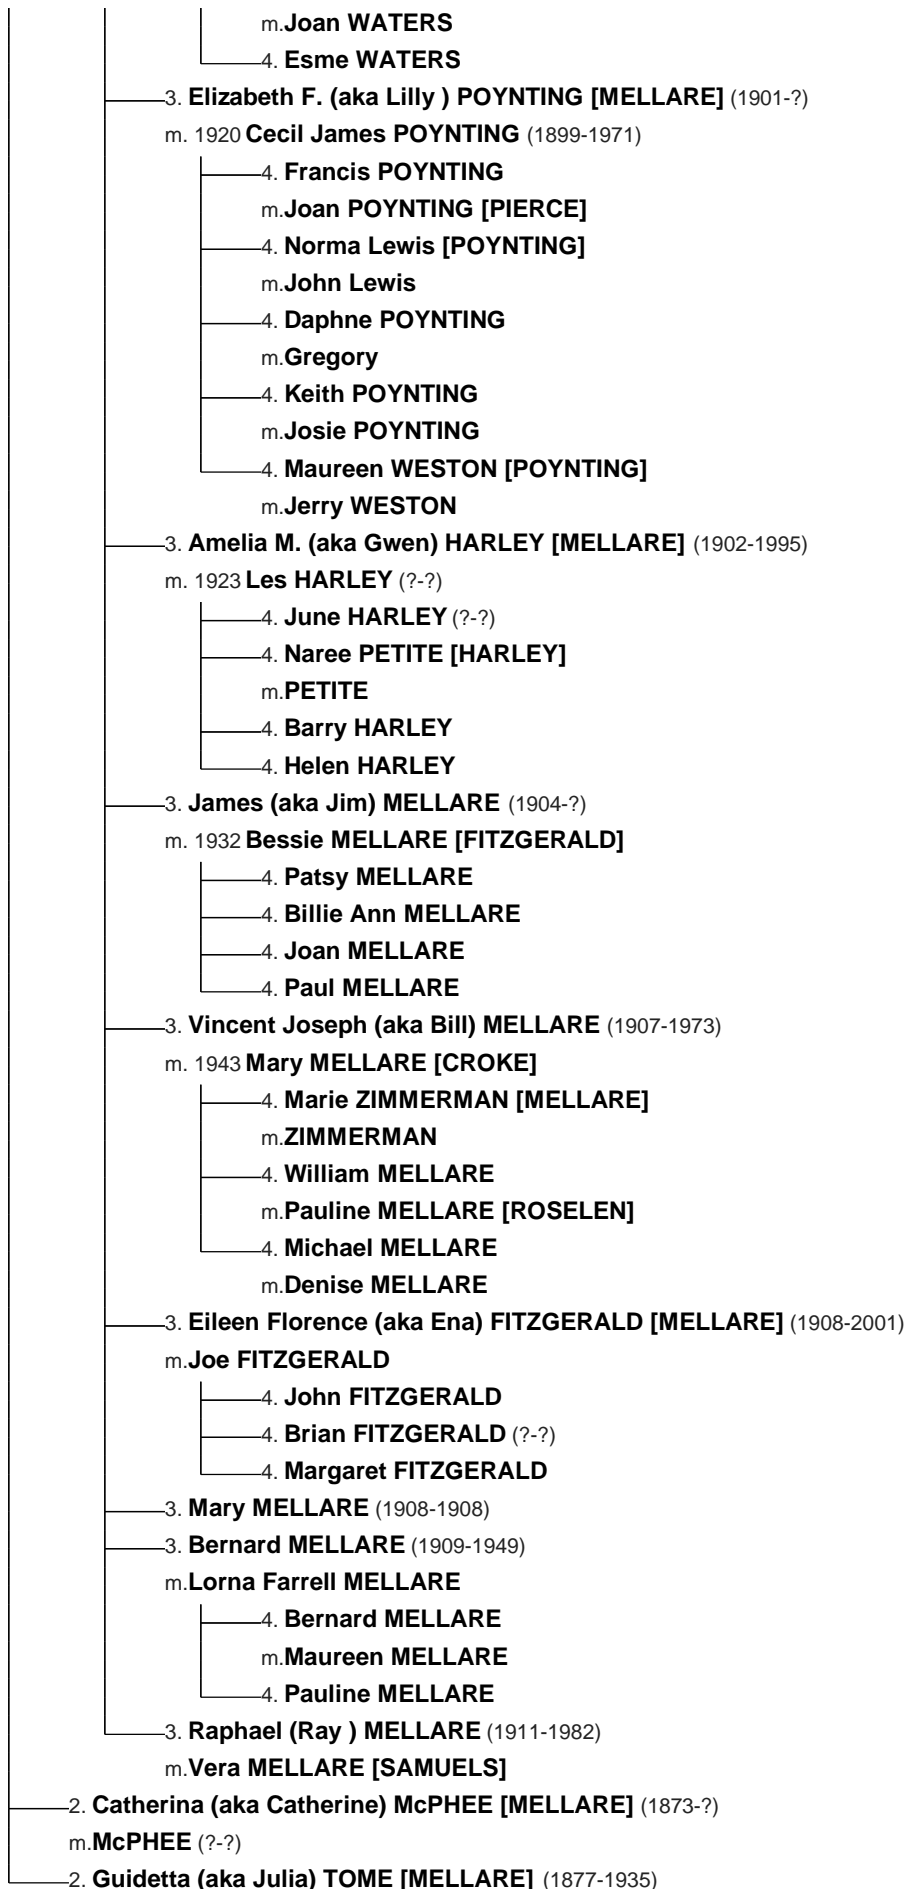 m.Joan WATERS
4. Esme WATERS
3. Elizabeth F. (aka Lilly ) POYNTING [MELLARE] (1901-?)
m. 1920 Cecil James POYNTING (1899-1971)
4. Francis POYNTING
m.Joan POYNTING [PIERCE]
4. Norma Lewis [POYNTING]
m.John Lewis
4. Daphne POYNTING
m.Gregory
4. Keith POYNTING
m.Josie POYNTING
4. Maureen WESTON [POYNTING]
m.Jerry WESTON
3. Amelia M. (aka Gwen) HARLEY [MELLARE] (1902-1995)
m. 1923 Les HARLEY (?-?)
4. June HARLEY (?-?)
4. Naree PETITE [HARLEY]
m.PETITE
4. Barry HARLEY
4. Helen HARLEY
3. James (aka Jim) MELLARE (1904-?)
m. 1932 Bessie MELLARE [FITZGERALD]
4. Patsy MELLARE
4. Billie Ann MELLARE
4. Joan MELLARE
4. Paul MELLARE
3. Vincent Joseph (aka Bill) MELLARE (1907-1973)
m. 1943 Mary MELLARE [CROKE]
4. Marie ZIMMERMAN [MELLARE]
m.ZIMMERMAN
4. William MELLARE
m.Pauline MELLARE [ROSELEN]
4. Michael MELLARE
m.Denise MELLARE
3. Eileen Florence (aka Ena) FITZGERALD [MELLARE] (1908-2001)
m.Joe FITZGERALD
4. John FITZGERALD
4. Brian FITZGERALD (?-?)
4. Margaret FITZGERALD
3. Mary MELLARE (1908-1908)
3. Bernard MELLARE (1909-1949)
m.Lorna Farrell MELLARE
4. Bernard MELLARE
m.Maureen MELLARE
4. Pauline MELLARE
3. Raphael (Ray ) MELLARE (1911-1982)
m.Vera MELLARE [SAMUELS]
2. Catherina (aka Catherine) McPHEE [MELLARE] (1873-?)
m.McPHEE (?-?)
2. Guidetta (aka Julia) TOME [MELLARE] (1877-1935)